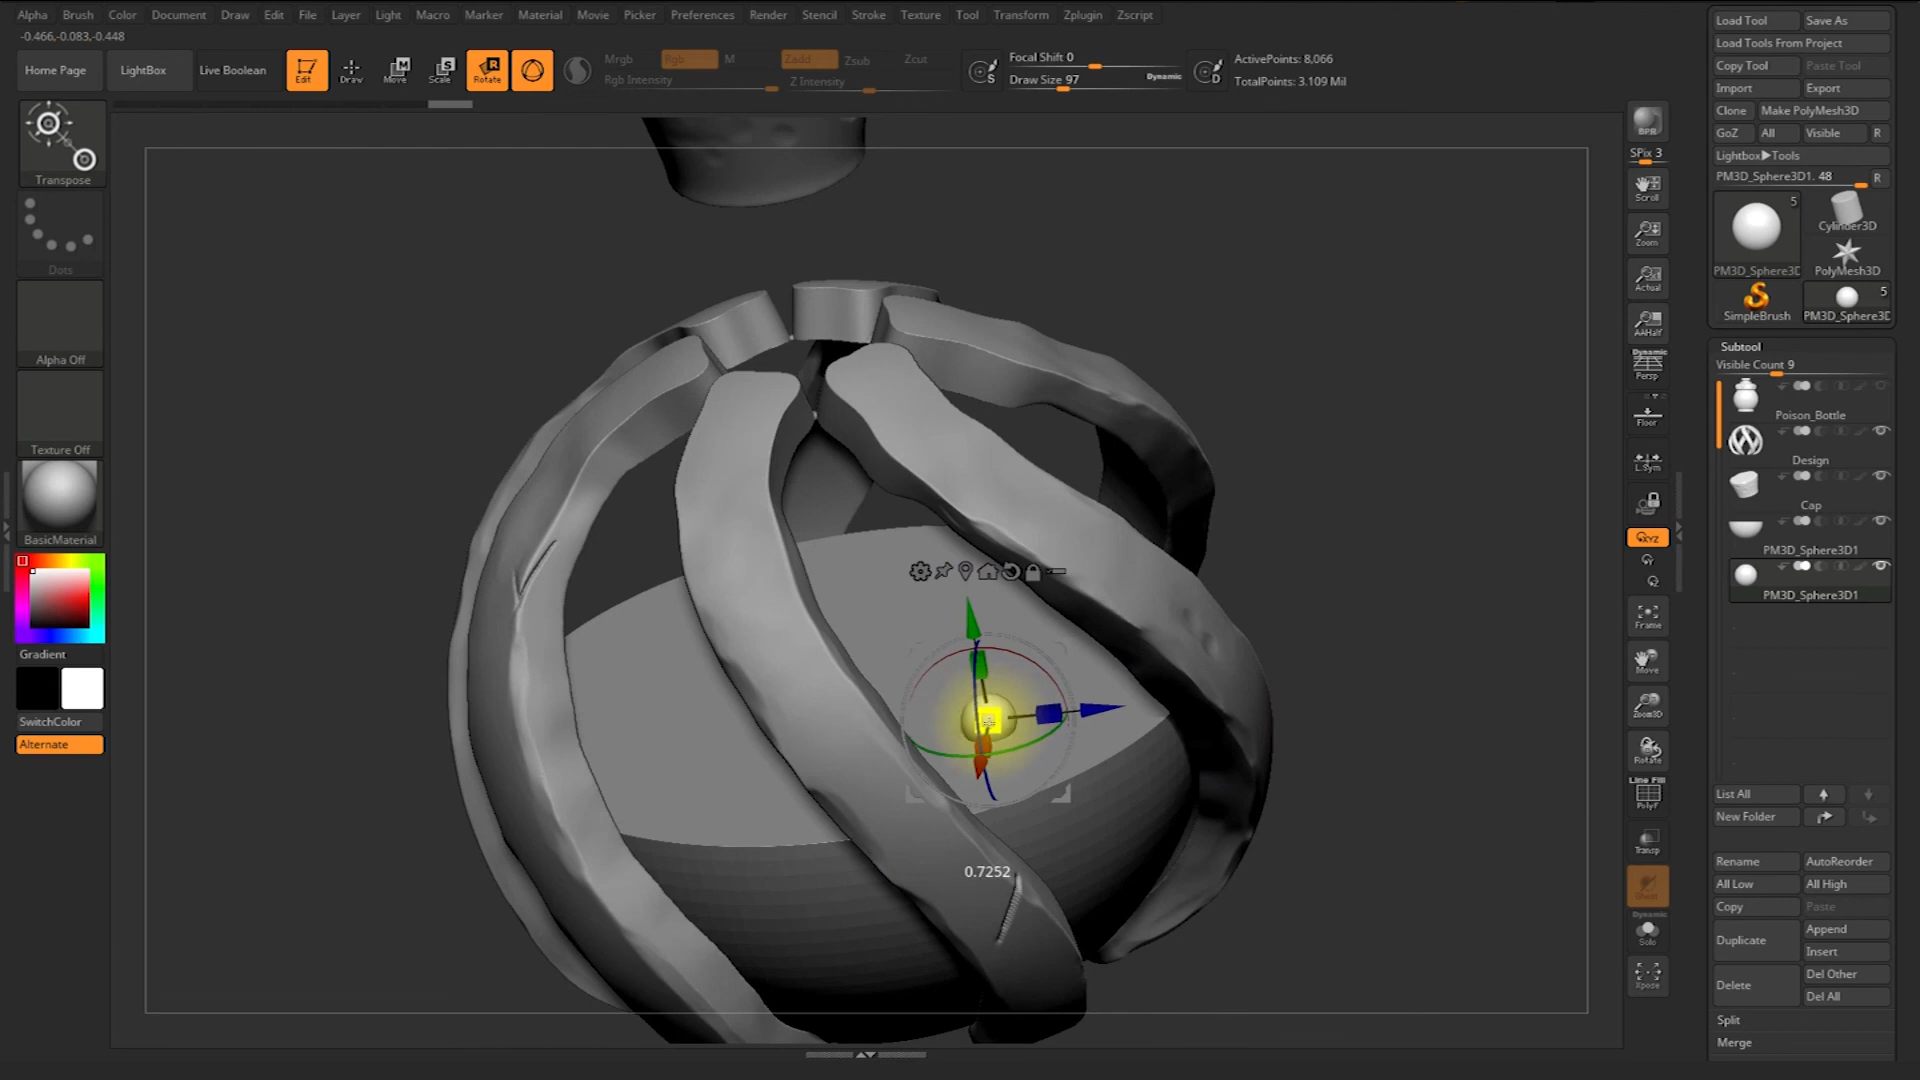 Alpha Brush Color Document Draw Edit File Layer Light Macro Marker Material Movie Picker Preferences Render Stencil Stroke Texture Tool Transform Zplugin Zscript
-0.466,-0.083,-0.448
Home Page LightBox Live Boolean Edit Draw Move Scale Rotate
Mrgb Rgb M Zadd Zsub Zcut
Rgb Intensity Z Intensity
Focal Shift 0
Draw Size 97 Dynamic
ActivePoints: 8,066
TotalPoints: 3.109 Mil
Transpose
Dots
Alpha Off
Texture Off
BasicMaterial
Gradient
SwitchColor
Alternate
0.7252
BPR
SPix 3
Scroll
Zoom
Actual
AAHalf
Dynamic
Persp
Floor
L.Sym
XYZ
Frame
Move
Zoom3D
Rotate
Line Fill
PolyF
Transp
Dynamic
Solo
Xpose
Load Tool Save As
Load Tools From Project
Copy Tool Paste Tool
Import Export
Clone Make PolyMesh3D
GoZ All Visible R
Lightbox▶Tools
PM3D_Sphere3D1. 48 R
5
Cylinder3D
PM3D_Sphere3D PolyMesh3D
5
SimpleBrush PM3D_Sphere3D
Subtool
Visible Count 9
Poison_Bottle
Design
Cap
PM3D_Sphere3D1
PM3D_Sphere3D1
List All
New Folder
Rename AutoReorder
All Low All High
Copy Paste
Duplicate Append
Insert
Delete Del Other
Del All
Split
Merge